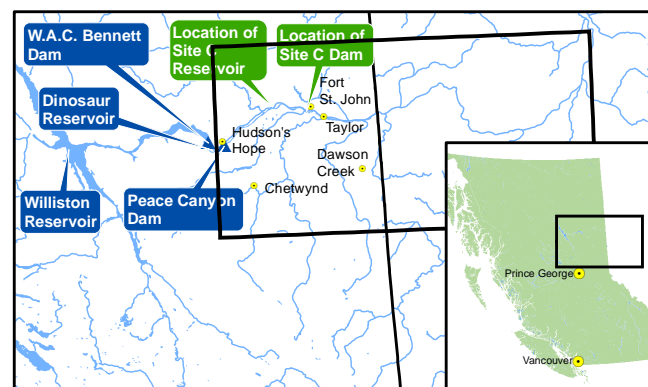 W.A.C. Bennett
Dam
Location of
Site C
Reservoir
Location of
Site C Dam
Dinosaur
Reservoir
Fort
St. John
Taylor
Hudson's
Hope
Dawson
Creek
Chetwynd
Williston
Reservoir
Peace Canyon
Dam
Prince George
Vancouver